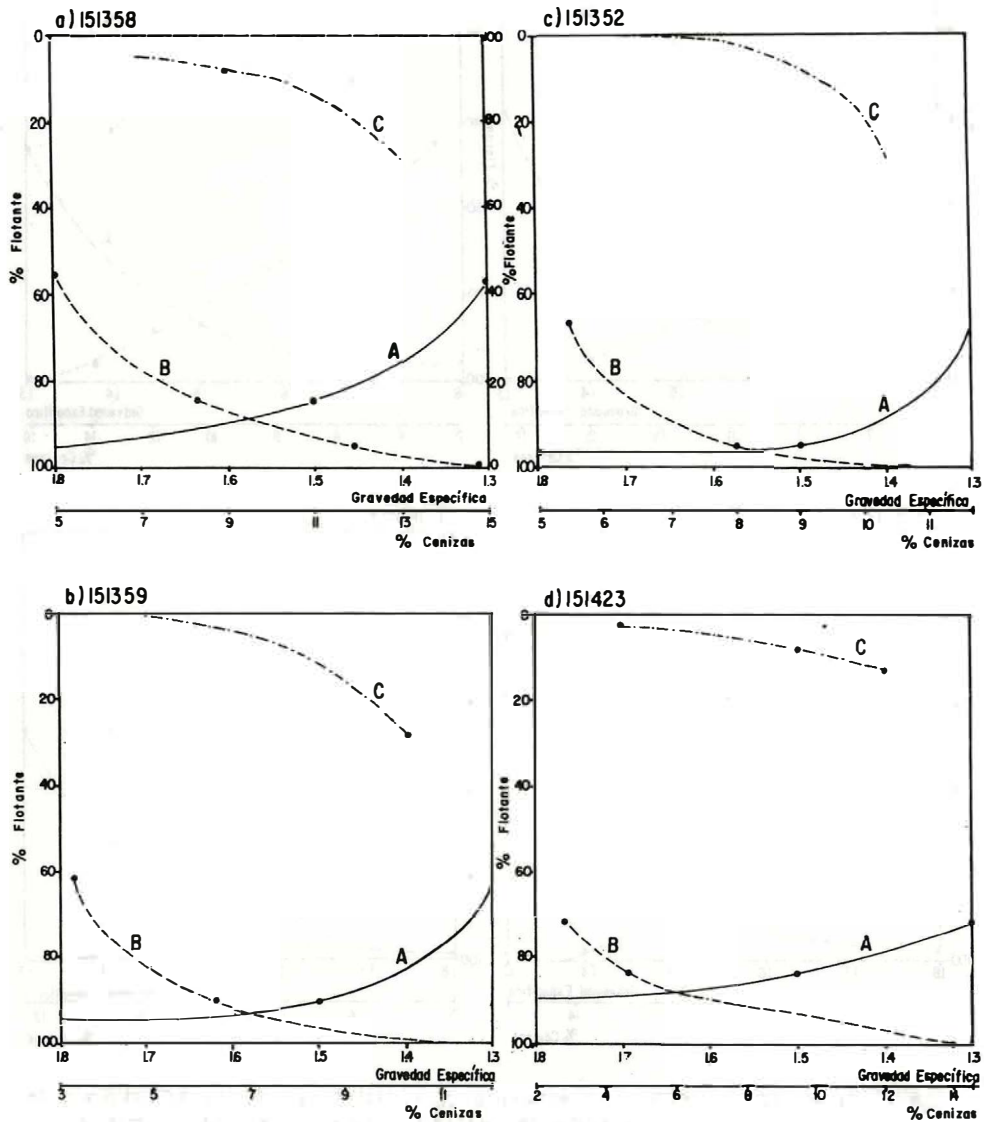 a) 151358
0
20
40
60
80
100
% Flotante
100
80
60
40
20
0
A
B
C
1.8 1.7 1.6 1.5 1.4 1.3
Gravedad Específica
5 7 9 11 13 15
% Cenizas
c) 151352
0
20
40
60
80
100
% Flotante
A
B
C
1.8 1.7 1.6 1.5 1.4 1.3
Gravedad Específica
5 6 7 8 9 10 11
% Cenizas
b) 151359
0
20
40
60
80
100
% Flotante
A
B
C
1.8 1.7 1.6 1.5 1.4 1.3
Gravedad Específica
3 5 7 9 11
% Cenizas
d) 151423
0
20
40
60
80
100
% Flotante
A
B
C
1.8 1.7 1.6 1.5 1.4 1.3
Gravedad Específica
2 4 6 8 10 12 14
% Cenizas